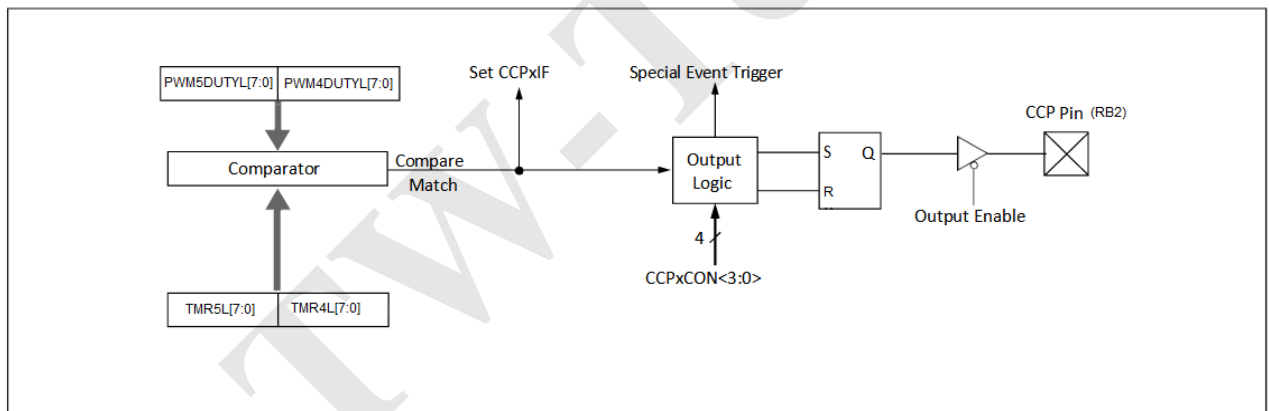 PWM5DUTYL[7:0] PWM4DUTYL[7:0]
Set CCPxIF
Special Event Trigger
CCP Pin (RB2)
Comparator
Compare
Match
Output
Logic
S Q
R
Output Enable
4
CCPxCON<3:0>
TMR5L[7:0] TMR4L[7:0]